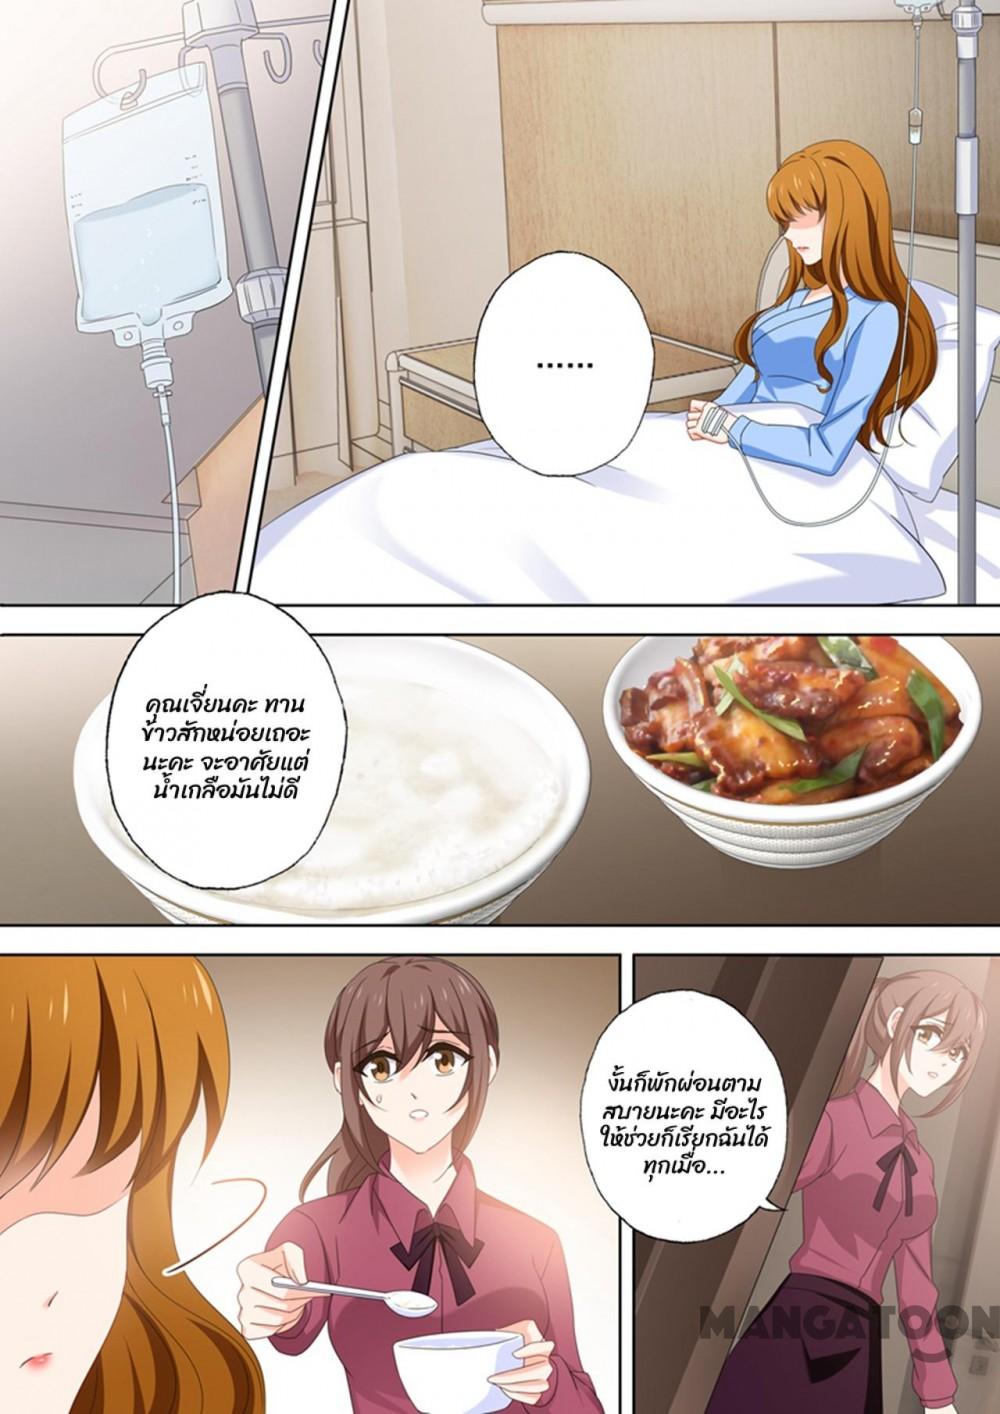 ......
คุณเจี่ยนคะ ทาน
ข้าวสักหน่อยเถอะ
นะคะ จะอาศัยแต่
น้ำเกลือมันไม่ดี
งั้นก็พักผ่อนตาม
สบายนะคะ มีอะไร
ให้ช่วยก็เรียกฉันได้
ทุกเมื่อ...
MANGATOON